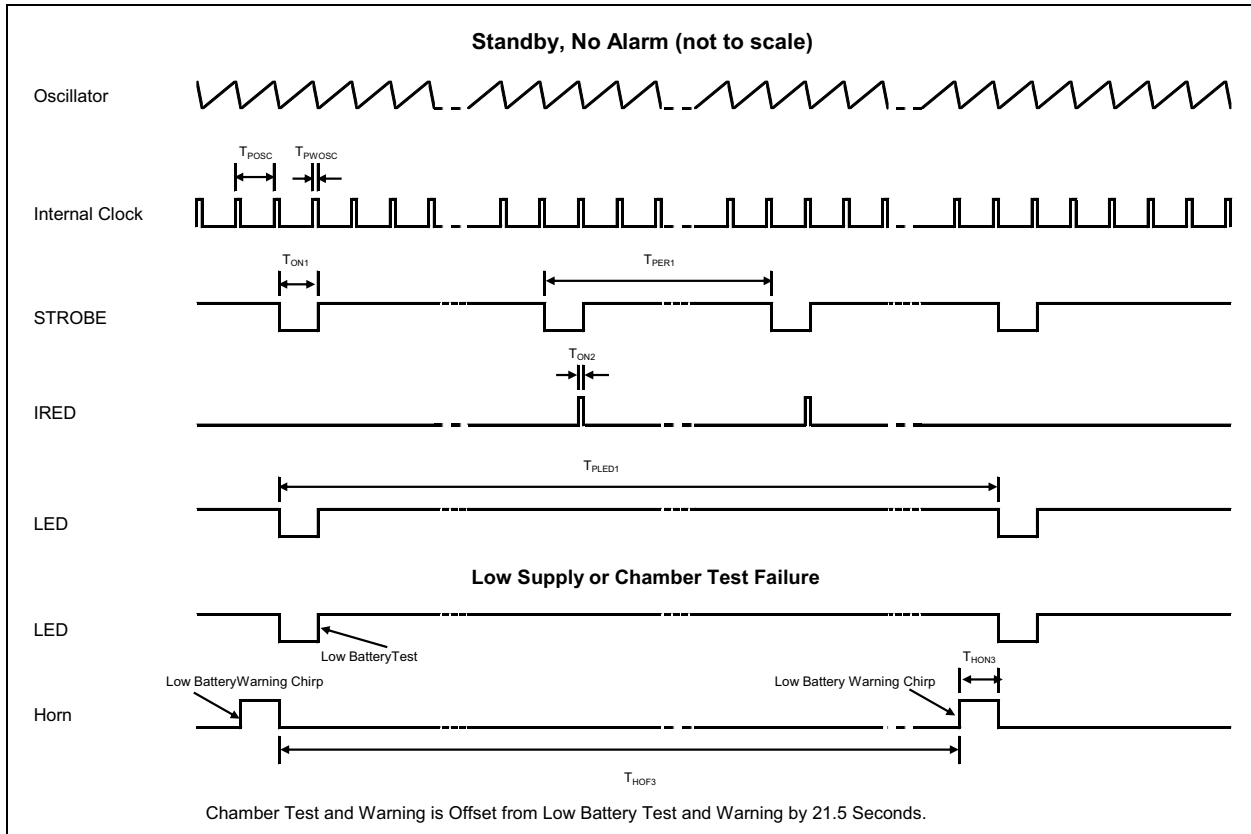 Standby, No Alarm (not to scale)
Oscillator
TPOSC
TPWOSC
Internal Clock
TON1
TPER1
STROBE
TON2
IRED
TPLED1
LED
Low Supply or Chamber Test Failure
LED
Low BatteryTest
THON3
Low BatteryWarning Chirp
Low Battery Warning Chirp
Horn
THOF3
Chamber Test and Warning is Offset from Low Battery Test and Warning by 21.5 Seconds.